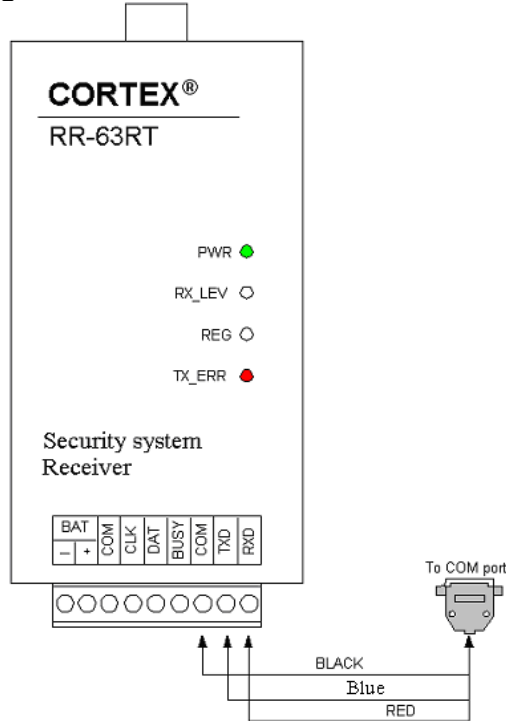 CORTEX®
RR-63RT
PWR
RX_LEV
REG
TX_ERR
Security system
Receiver
BAT
– + COM CLK DAT BUSY COM TXD RXD
To COM port
BLACK
Blue
RED